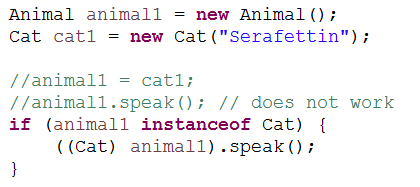 Animal animal1 = new Animal();
Cat cat1 = new Cat("Serafettin");
//animal1 = cat1;
//animal1.speak(); // does not work
if (animal1 instanceof Cat) {
((Cat) animal1).speak();
}